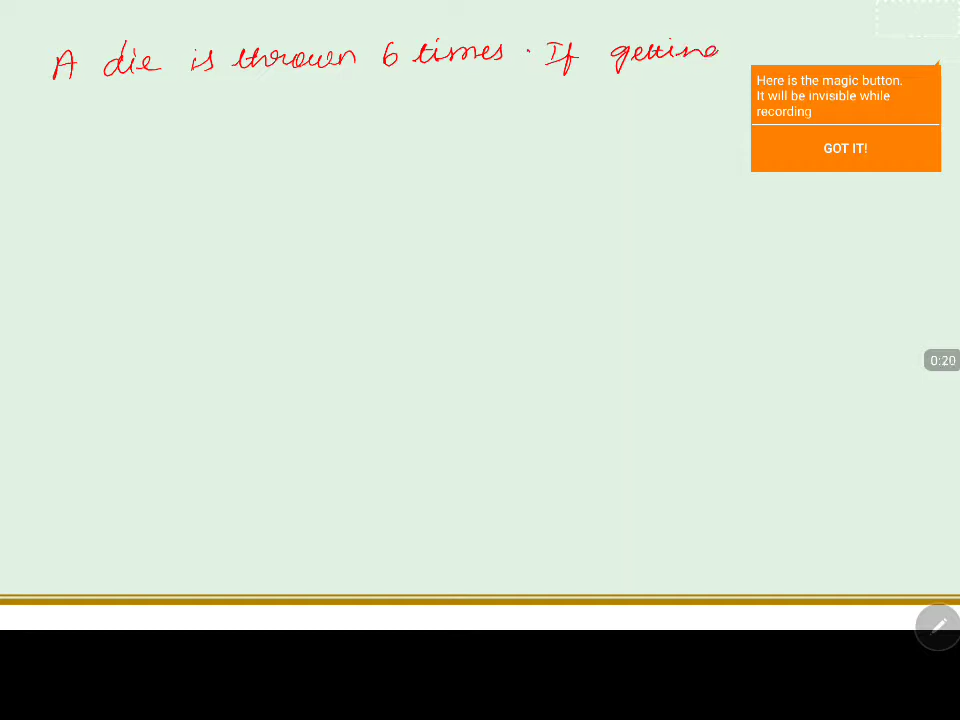 A die is thrown 6 times. If getting
Here is the magic button.
It will be invisible while
recording
GOT IT!
0:20